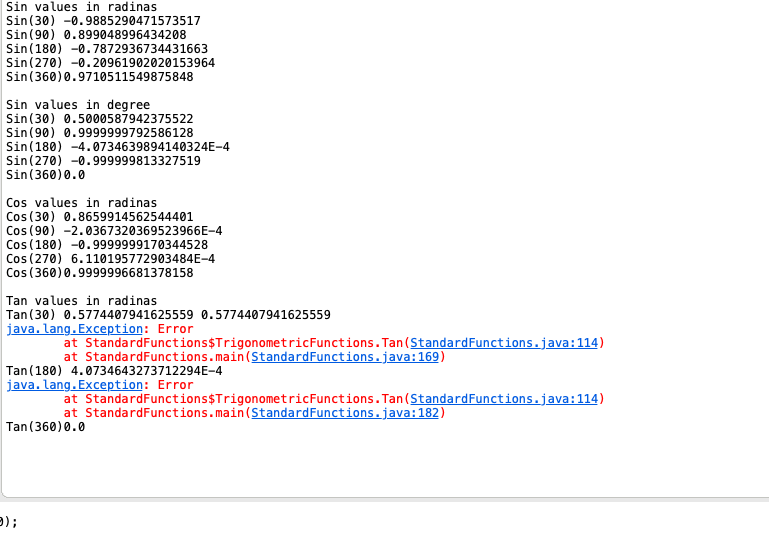 Sin values in radinas
Sin(30) -0.9885290471573517
Sin(90) 0.899048996434208
Sin(180) -0.7872936734431663
Sin(270) -0.20961902020153964
Sin(360)0.9710511549875848
Sin values in degree
Sin(30) 0.5000587942375522
Sin(90) 0.9999999792586128
Sin(180) -4.0734639894140324E-4
Sin(270) -0.999999813327519
Sin(360)0.0
Cos values in radinas
Cos(30) 0.8659914562544401
Cos(90) -2.0367320369523966E-4
Cos(180) -0.9999999170344528
Cos(270) 6.110195772903484E-4
Cos(360)0.9999996681378158
Tan values in radinas
Tan(30) 0.5774407941625559 0.5774407941625559
java.lang.Exception: Error
at StandardFunctions$TrigonometricFunctions.Tan(StandardFunctions.java:114)
at StandardFunctions.main(StandardFunctions.java:169)
Tan(180) 4.0734643273712294E-4
java.lang.Exception: Error
at StandardFunctions$TrigonometricFunctions.Tan(StandardFunctions.java:114)
at StandardFunctions.main(StandardFunctions.java:182)
Tan(360)0.0
0);